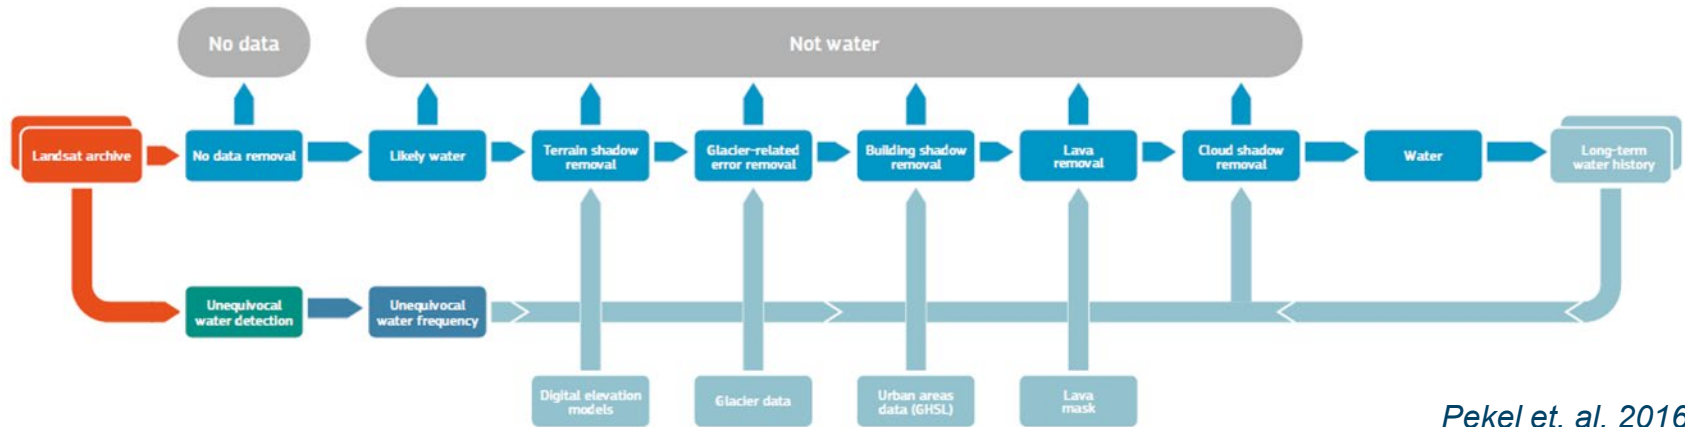 No data
Not water
Landsat archive
No data removal
Likely water
Terrain shadow
removal
Glacier-related
error removal
Building shadow
removal
Lava
removal
Cloud shadow
removal
Water
Long-term
water history
Unequivocal
water detection
Unequivocal
water frequency
Digital elevation
models
Glacier data
Urban areas
data (GHSL)
Lava
mask
Pekel et. al. 2016